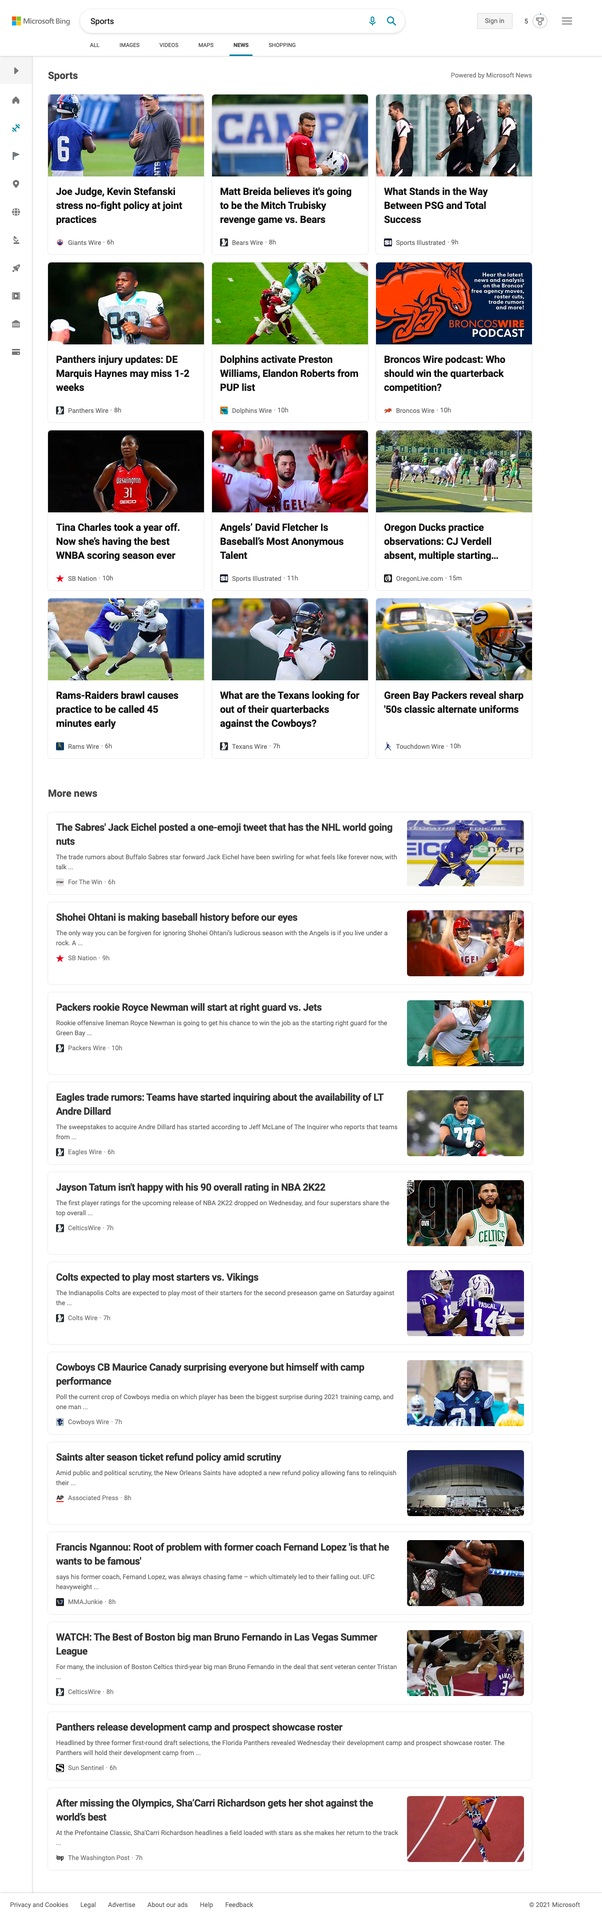 Microsoft Bing
Sports
Sign in
5
ALL
IMAGES
VIDEOS
MAPS
NEWS
SHOPPING
Sports
Powered by Microsoft News
6
GIANTS
CAMP
Joe Judge, Kevin Stefanski
stress no-fight policy at joint
practices
Giants Wire · 6h
Matt Breida believes it's going
to be the Mitch Trubisky
revenge game vs. Bears
Bears Wire · 8h
What Stands in the Way
Between PSG and Total
Success
Sports Illustrated · 9h
Hear the latest
news and analysis
on the Broncos'
free agency moves,
roster cuts,
trade rumors
and more!
BRONCOSWIRE
PODCAST
Panthers injury updates: DE
Marquis Haynes may miss 1-2
weeks
Panthers Wire · 8h
Dolphins activate Preston
Williams, Elandon Roberts from
PUP list
Dolphins Wire · 10h
Broncos Wire podcast: Who
should win the quarterback
competition?
Broncos Wire · 10h
Washington
31
GEICO
ANGEL
Tina Charles took a year off.
Now she's having the best
WNBA scoring season ever
SB Nation · 10h
Angels' David Fletcher Is
Baseball's Most Anonymous
Talent
Sports Illustrated · 11h
Oregon Ducks practice
observations: CJ Verdell
absent, multiple starting...
OregonLive.com · 15m
Rams-Raiders brawl causes
practice to be called 45
minutes early
Rams Wire · 6h
What are the Texans looking for
out of their quarterbacks
against the Cowboys?
Texans Wire · 7h
Green Bay Packers reveal sharp
'50s classic alternate uniforms
Touchdown Wire · 10h
More news
The Sabres' Jack Eichel posted a one-emoji tweet that has the NHL world going
nuts
The trade rumors about Buffalo Sabres star forward Jack Eichel have been swirling for what feels like forever now, with
talk ...
For The Win · 6h
Shohei Ohtani is making baseball history before our eyes
The only way you can be forgiven for ignoring Shohei Ohtani's ludicrous season with the Angels is if you live under a
rock. A ...
SB Nation · 9h
Packers rookie Royce Newman will start at right guard vs. Jets
Rookie offensive lineman Royce Newman is going to get his chance to win the job as the starting right guard for the
Green Bay ...
Packers Wire · 10h
Eagles trade rumors: Teams have started inquiring about the availability of LT
Andre Dillard
The sweepstakes to acquire Andre Dillard has started according to Jeff McLane of The Inquirer who reports that teams
from ...
Eagles Wire · 6h
77
Jayson Tatum isn't happy with his 90 overall rating in NBA 2K22
The first player ratings for the upcoming release of NBA 2K22 dropped on Wednesday, and four superstars share the
top overall ...
CelticsWire · 7h
90
OVR
CELTICS
Colts expected to play most starters vs. Vikings
The Indianapolis Colts are expected to play most of their starters for the second preseason game on Saturday against
the ...
Colts Wire · 7h
11
PASCAL
14
Cowboys CB Maurice Canady surprising everyone but himself with camp
performance
Poll the current crop of Cowboys media on which player has been the biggest surprise during 2021 training camp, and
one man ...
Cowboys Wire · 7h
21
Saints alter season ticket refund policy amid scrutiny
Amid public and political scrutiny, the New Orleans Saints have adopted a new refund policy allowing fans to relinquish
their ...
AP
Associated Press · 8h
Francis Ngannou: Root of problem with former coach Fernand Lopez 'is that he
wants to be famous'
says his former coach, Fernand Lopez, was always chasing fame – which ultimately led to their falling out. UFC
heavyweight ...
MMAJunkie · 8h
WATCH: The Best of Boston big man Bruno Fernando in Las Vegas Summer
League
For many, the inclusion of Boston Celtics third-year big man Bruno Fernando in the deal that sent veteran center Tristan
...
CelticsWire · 8h
3
Panthers release development camp and prospect showcase roster
Headlined by three former first-round draft selections, the Florida Panthers revealed Wednesday their development camp and prospect showcase roster. The
Panthers will hold their development camp from ...
Sun Sentinel · 6h
After missing the Olympics, Sha'Carri Richardson gets her shot against the
world's best
At the Prefontaine Classic, Sha'Carri Richardson headlines a field loaded with stars as she makes her return to the track
...
The Washington Post · 7h
Privacy and Cookies
Legal
Advertise
About our ads
Help
Feedback
© 2021 Microsoft